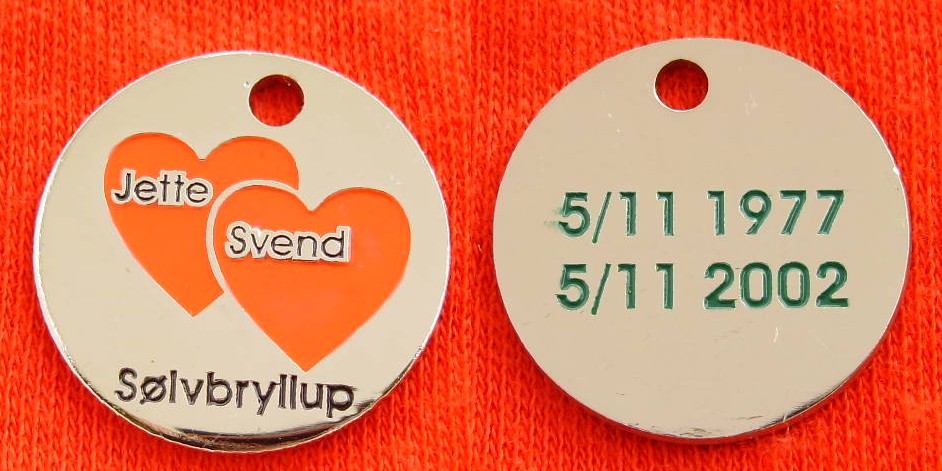 Jette
Svend
Sølvbryllup
5/11 1977
5/11 2002